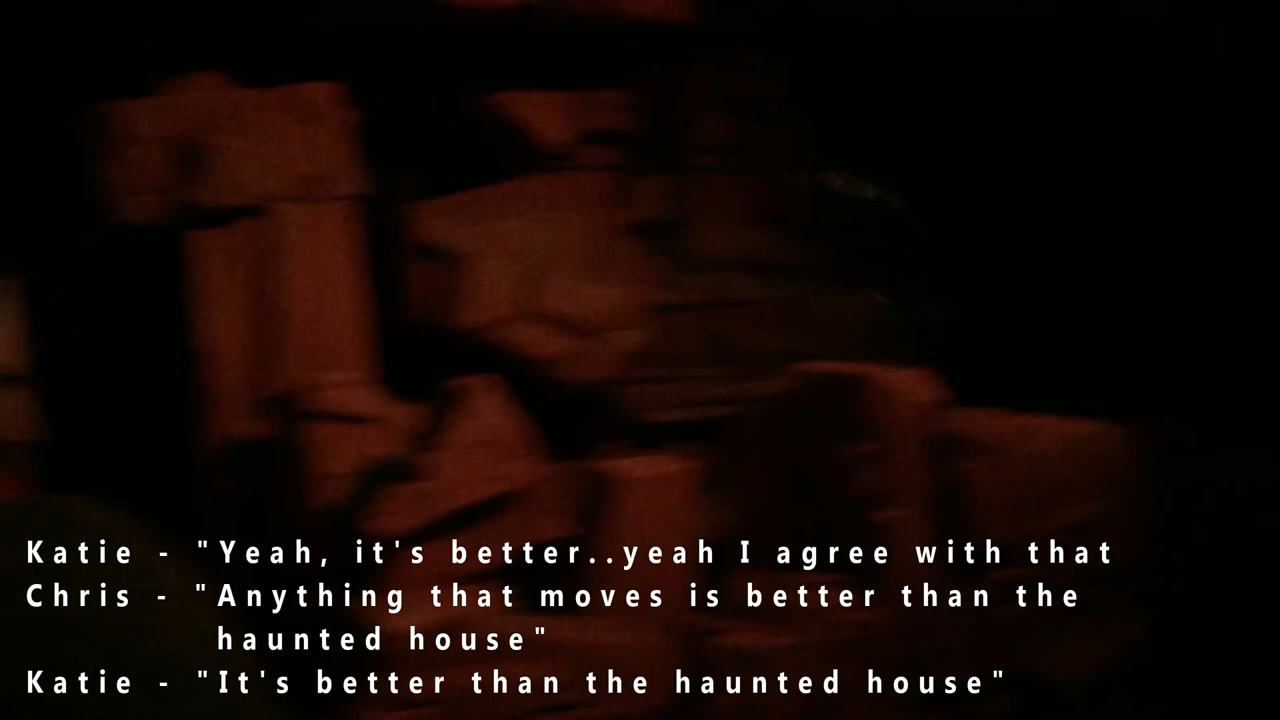 Katie - "Yeah, it's better..yeah I agree with that
Chris - "Anything that moves is better than the
haunted house"
Katie - "It's better than the haunted house"